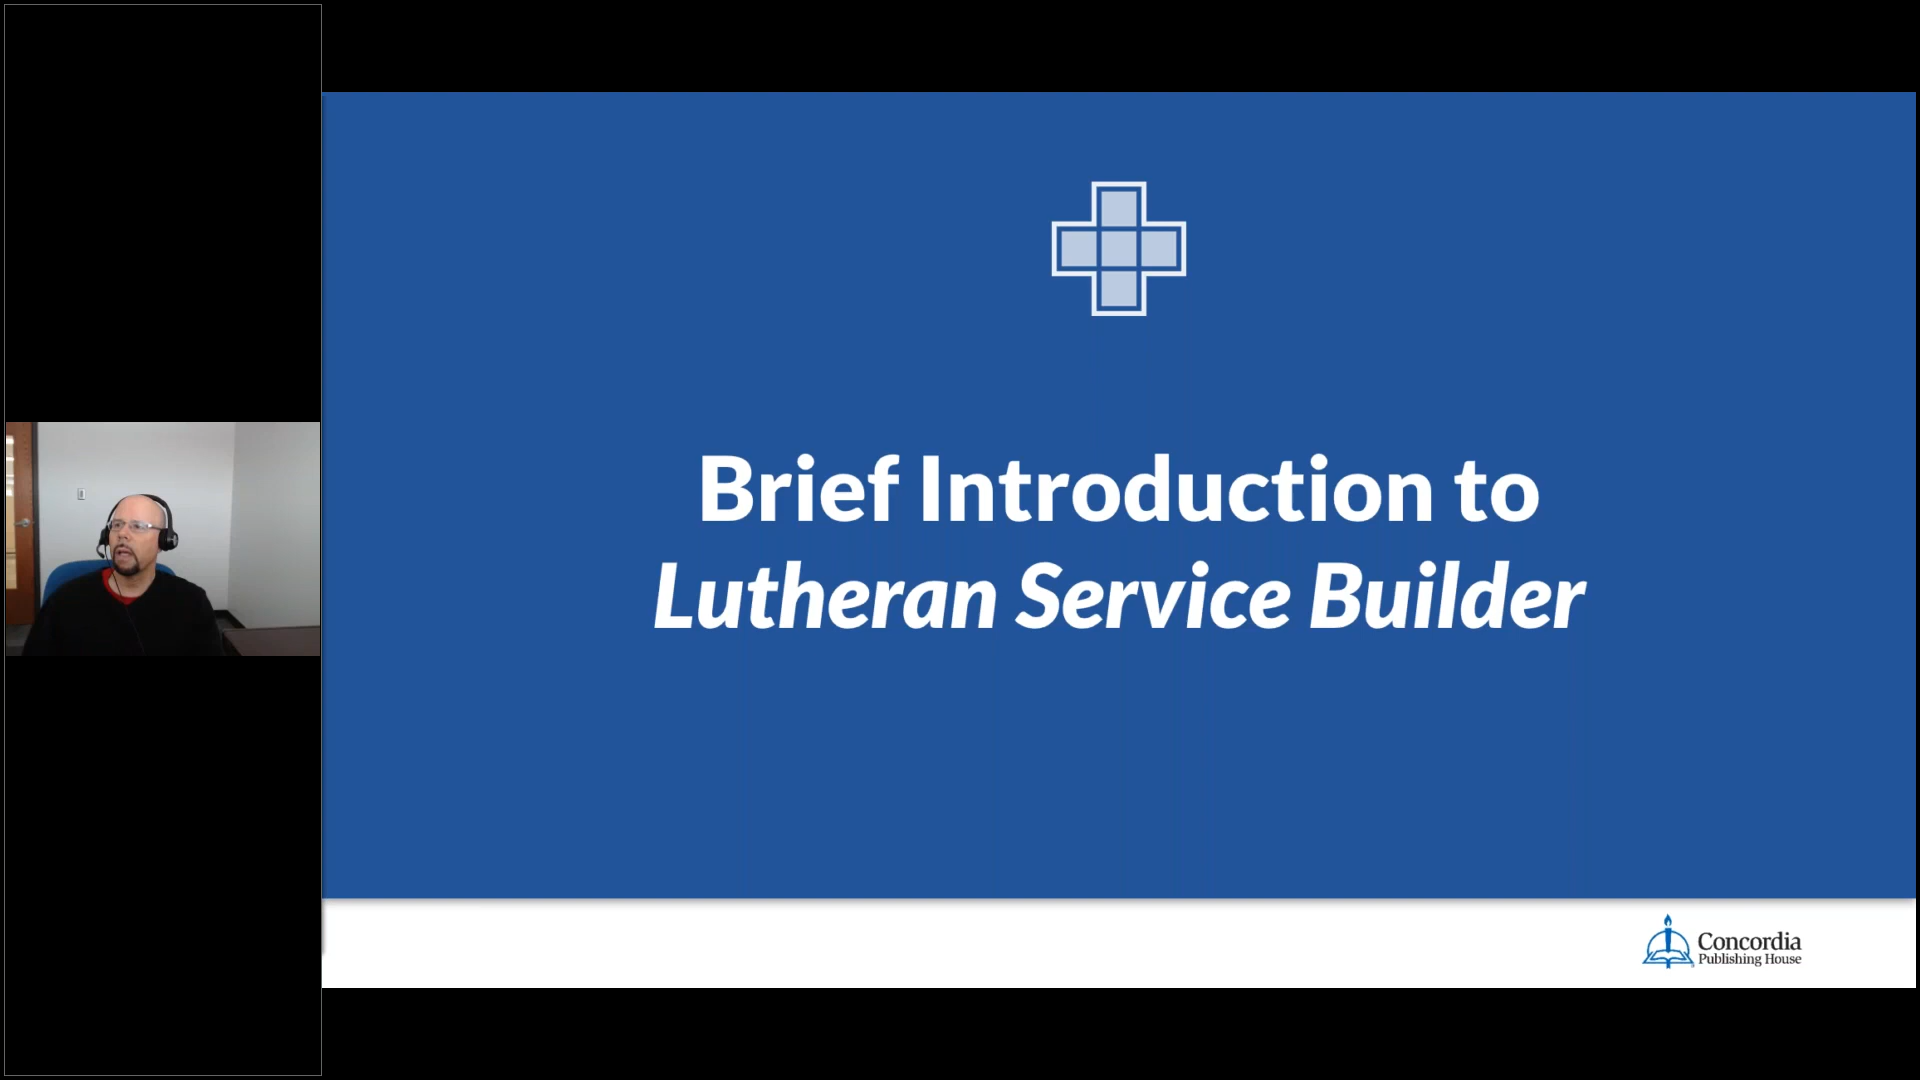 Brief Introduction to
Lutheran Service Builder
Concordia
Publishing House